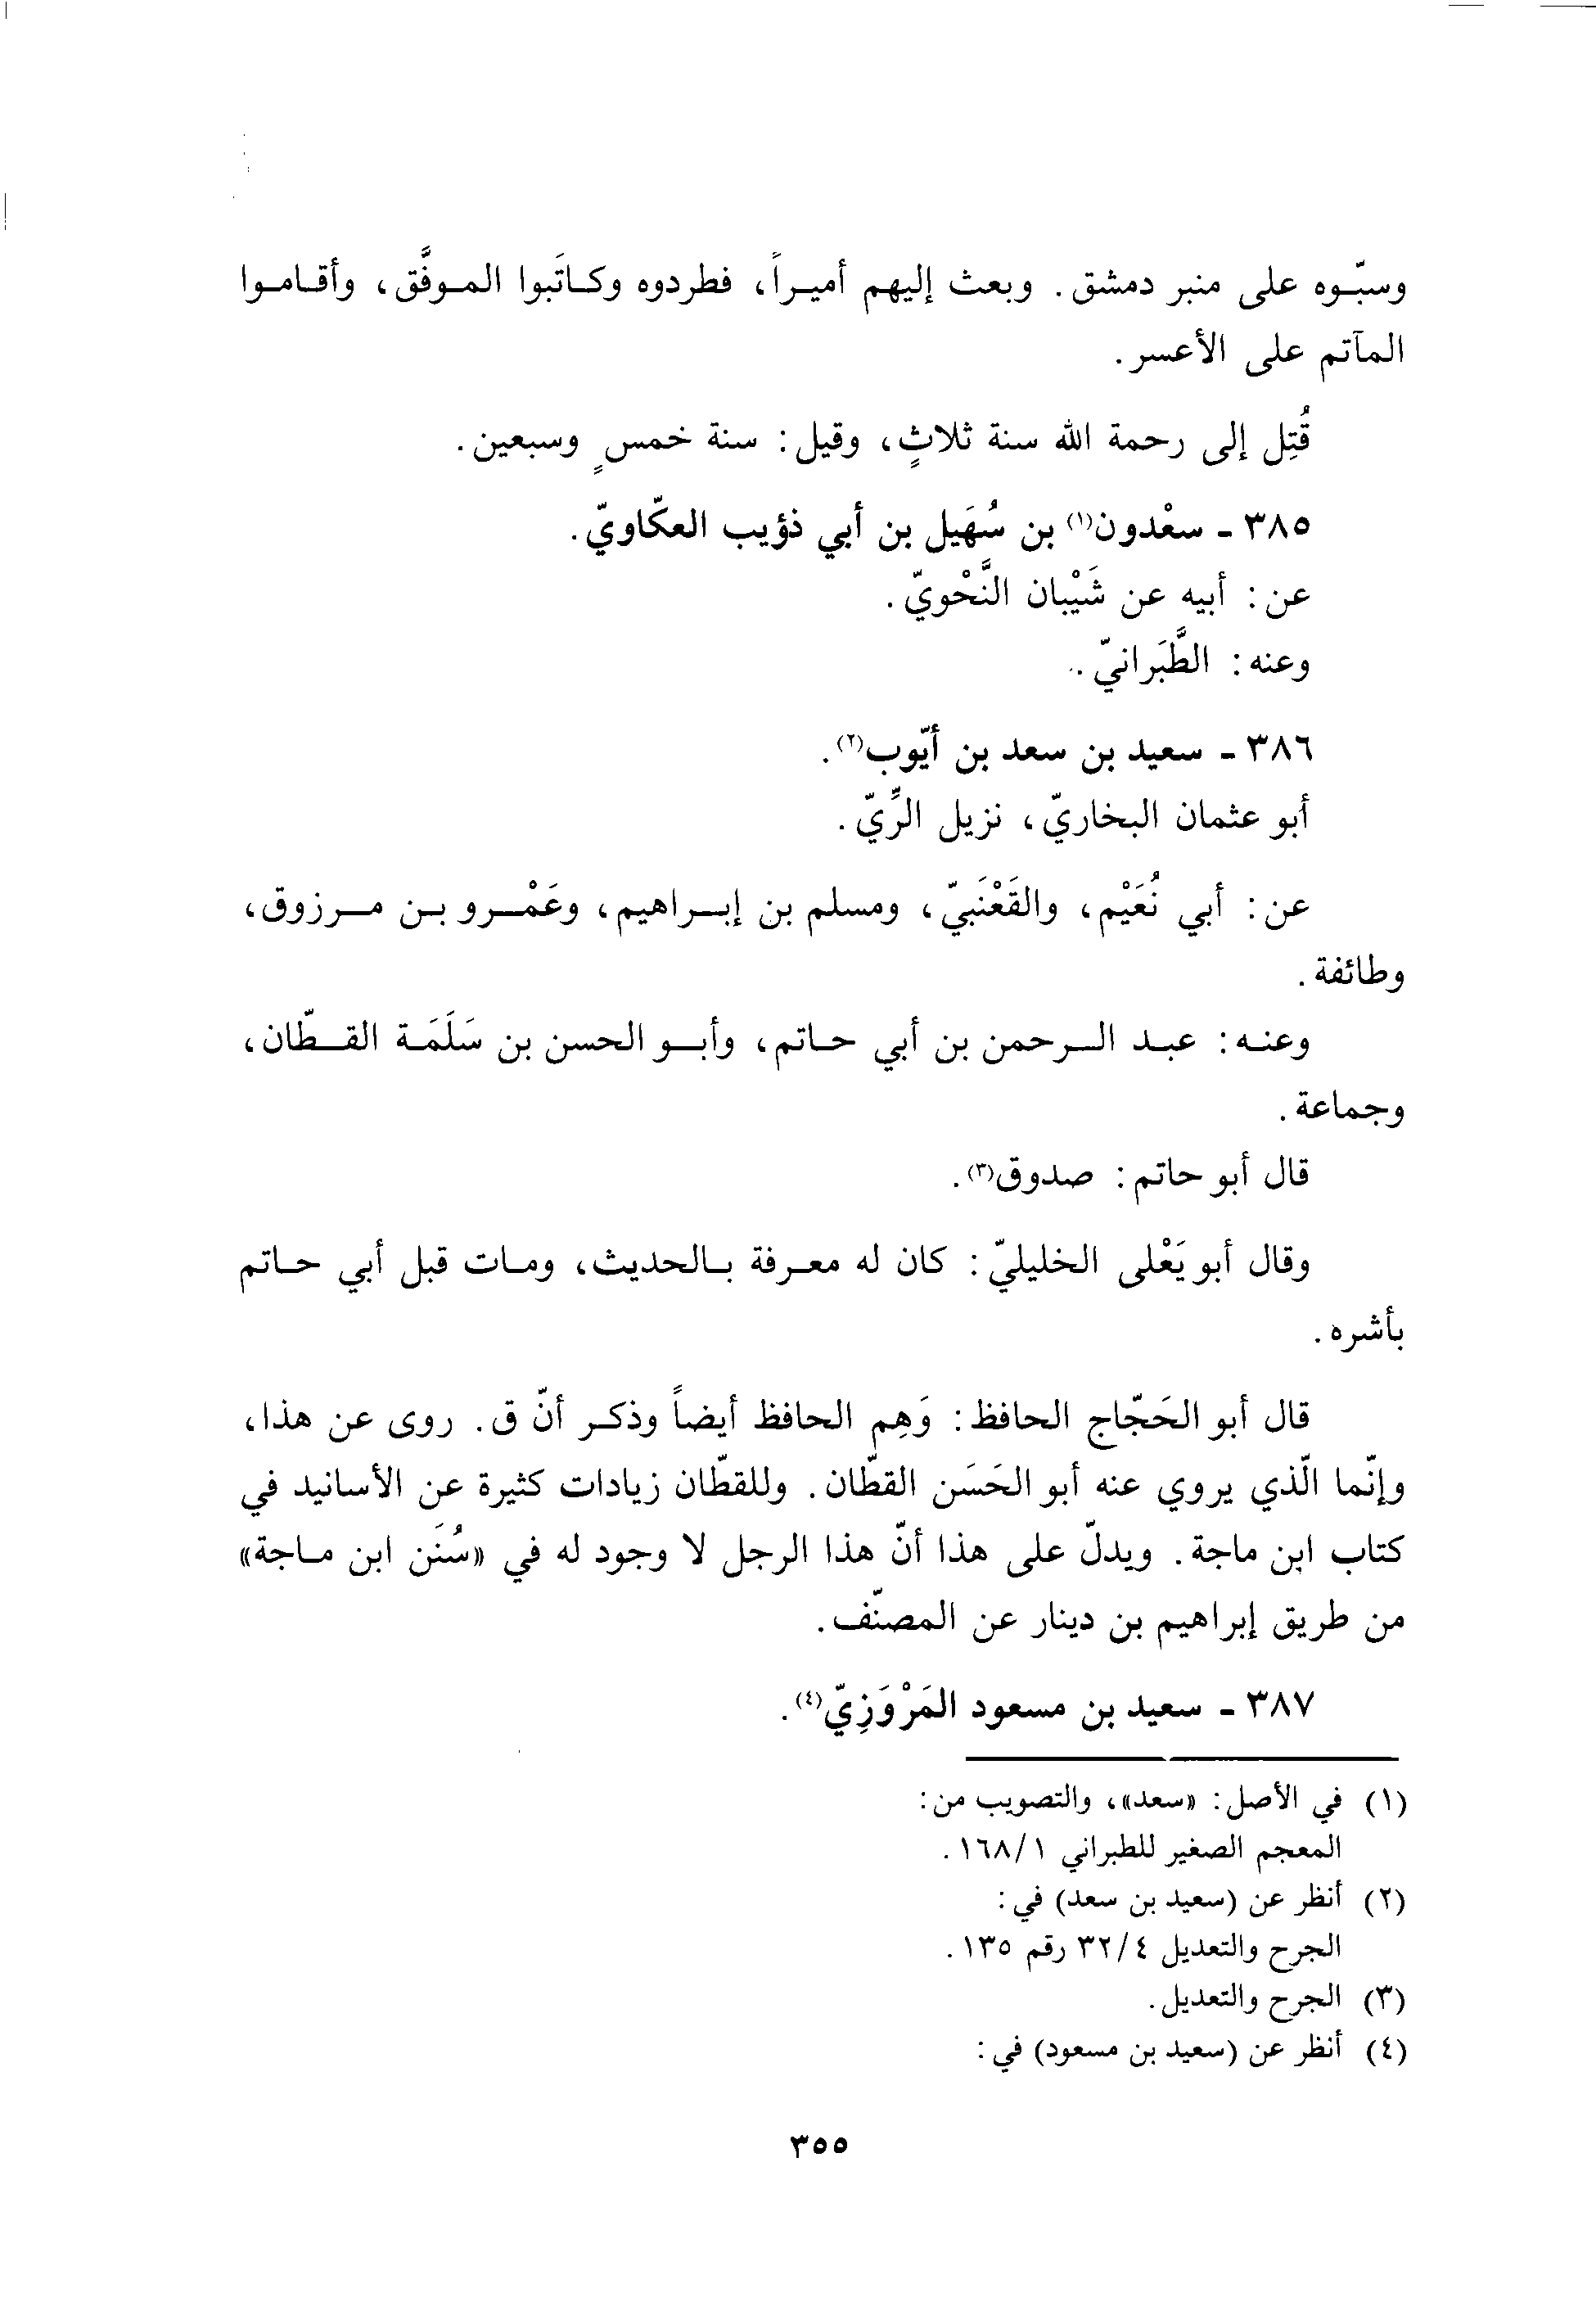 وسبّوه على منبر دمشق. وبعث إليهم أميراً، فطردوه وكاتَبوا الموفَّق، وأقاموا
المآتم على الأعسر.
قُتِل إلى رحمة الله سنة ثلاثٍ، وقيل: سنة خمسٍ وسبعين.
٣٨٥ - سعْدون(١) بن سُهَيل بن أبي ذؤيب العكّاويّ.
عن: أبيه عن شَيْبان النَّحْويّ.
وعنه: الطَّبَرانيّ.
٣٨٦ - سعيد بن سعد بن أيّوب(٢).
أبو عثمان البخاريّ، نزيل الرِّيّ.
عن: أبي نُعَيْم، والقَعْنَبيّ، ومسلم بن إبراهيم، وعَمْرو بن مرزوق،
وطائفة.
وعنه: عبد الرحمن بن أبي حاتم، وأبو الحسن بن سَلَمَة القطّان،
وجماعة.
قال أبو حاتم: صدوق(٣).
وقال أبو يَعْلى الخليليّ: كان له معرفة بالحديث، ومات قبل أبي حاتم
بأشره.
قال أبو الحَجّاج الحافظ: وَهِم الحافظ أيضاً وذكر أنّ ق. روى عن هذا،
وإنّما الّذي يروي عنه أبو الحَسَن القطّان. وللقطّان زيادات كثيرة عن الأسانيد في
كتاب ابن ماجة. ويدلّ على هذا أنّ هذا الرجل لا وجود له في «سُنَن ابن ماجة»
من طريق إبراهيم بن دينار عن المصنّف.
٣٨٧ - سعيد بن مسعود المَرْوَزِيّ(٤).
(١) في الأصل: «سعد»، والتصويب من:
المعجم الصغير للطبراني ١/١٦٨.
(٢) أنظر عن (سعيد بن سعد) في:
الجرح والتعديل ٤/٣٢ رقم ١٣٥.
(٣) الجرح والتعديل.
(٤) أنظر عن (سعيد بن مسعود) في:
٣٥٥